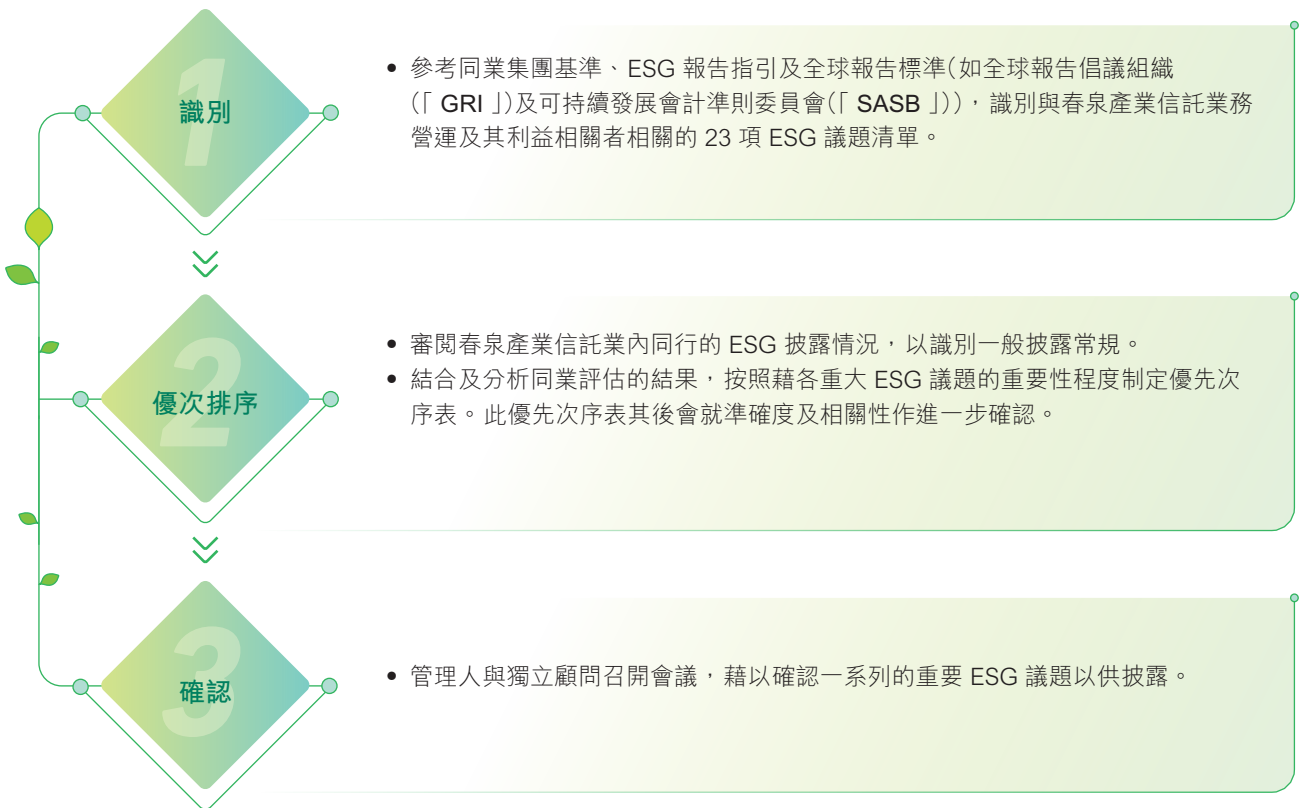 1
識別
• 參考同業集團基準、ESG 報告指引及全球報告標準(如全球報告倡議組織
(「 GRI 」)及可持續發展會計準則委員會(「 SASB 」)),識別與春泉產業信託業務
營運及其利益相關者相關的 23 項 ESG 議題清單。
2
優次排序
• 審閱春泉產業信託業內同行的 ESG 披露情況,以識別一般披露常規。
• 結合及分析同業評估的結果,按照藉各重大 ESG 議題的重要性程度制定優先次
序表。此優先次序表其後會就準確度及相關性作進一步確認。
3
確認
• 管理人與獨立顧問召開會議,藉以確認一系列的重要 ESG 議題以供披露。